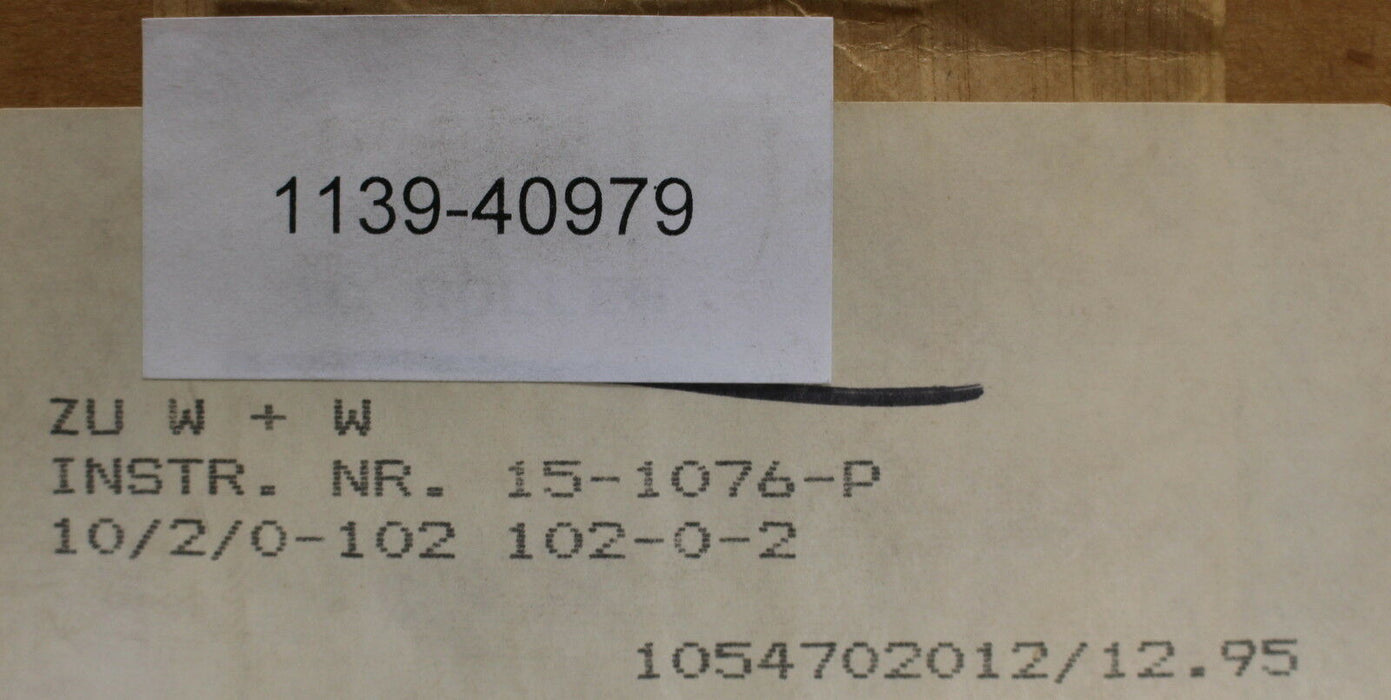 1139-40979
ZU W + W
INSTR. NR. 15-1076-P
10/2/0-102 102-0-2
1054702012/12.95